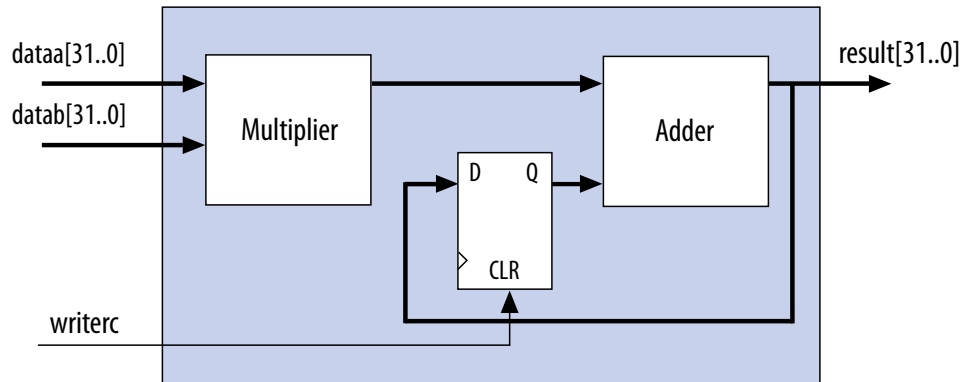 dataa[31..0]
datab[31..0]
Multiplier
Adder
result[31..0]
D
Q
CLR
writerc